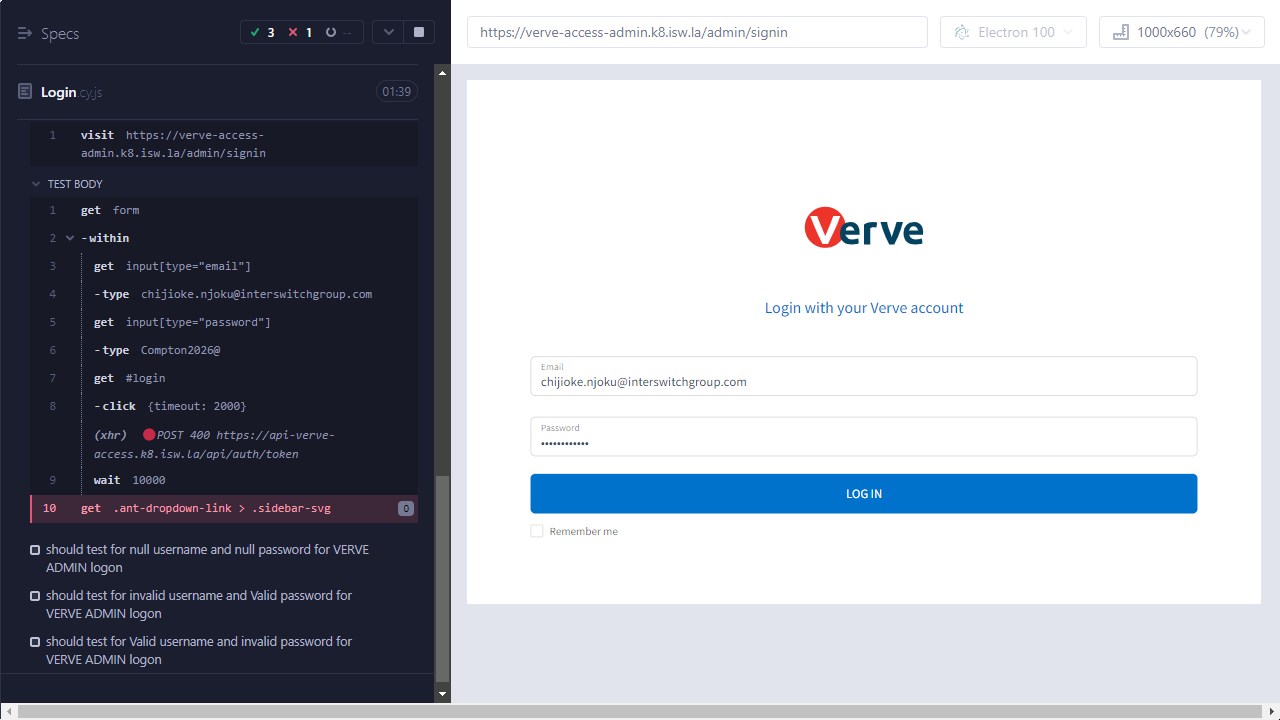 Specs
3 1 --
Login.cy.js
01:39
1 visit https://verve-access-
admin.k8.isw.la/admin/signin
TEST BODY
1 get form
2 -within
3 get input[type="email"]
4 -type chijioke.njoku@interswitchgroup.com
5 get input[type="password"]
6 -type Compton2026@
7 get #login
8 -click {timeout: 2000}
(xhr) POST 400 https://api-verve-
access.k8.isw.la/api/auth/token
9 wait 10000
10 get .ant-dropdown-link > .sidebar-svg 0
should test for null username and null password for VERVE
ADMIN logon
should test for invalid username and Valid password for
VERVE ADMIN logon
should test for Valid username and invalid password for
VERVE ADMIN logon
https://verve-access-admin.k8.isw.la/admin/signin
Electron 100
1000x660 (79%)
Verve
Login with your Verve account
Email
chijioke.njoku@interswitchgroup.com
Password
••••••••••••
LOG IN
Remember me